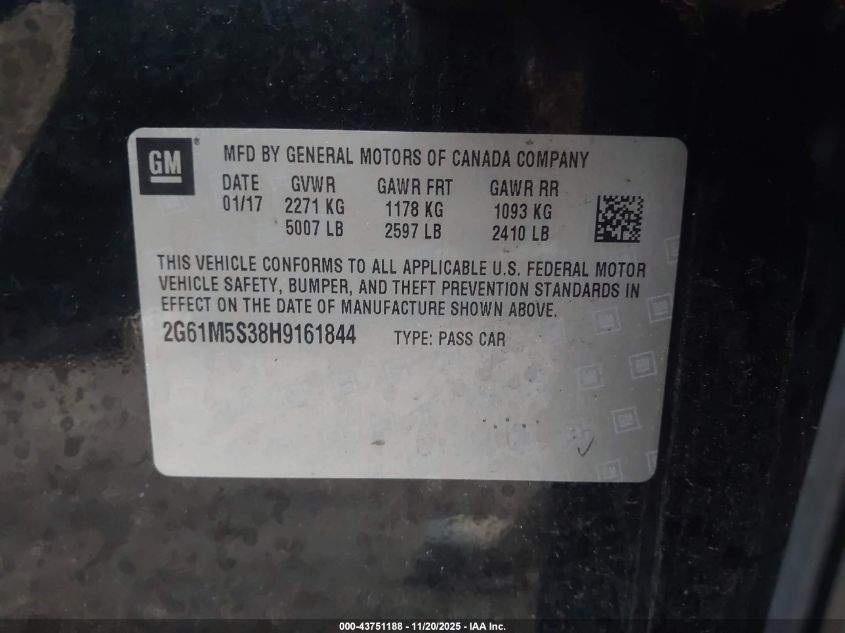 GM®
MFD BY GENERAL MOTORS OF CANADA COMPANY
DATE GVWR GAWR FRT GAWR RR
01/17 2271 KG 1178 KG 1093 KG
5007 LB 2597 LB 2410 LB
THIS VEHICLE CONFORMS TO ALL APPLICABLE U.S. FEDERAL MOTOR
VEHICLE SAFETY, BUMPER, AND THEFT PREVENTION STANDARDS IN
EFFECT ON THE DATE OF MANUFACTURE SHOWN ABOVE.
2G61M5S38H9161844 TYPE: PASS CAR
000-43751188 - 11/20/2025 - IAA Inc.